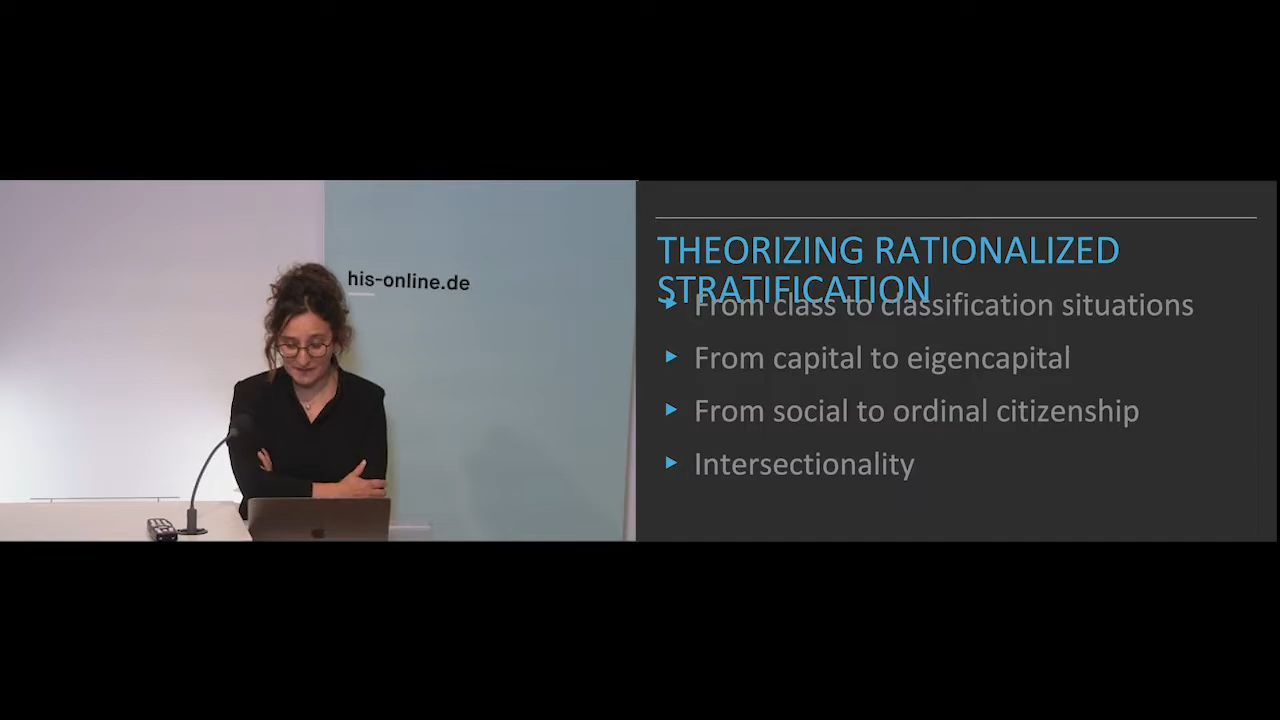 his-online.de
THEORIZING RATIONALIZED
STRATIFICATION
From class to classification situations
From capital to eigencapital
From social to ordinal citizenship
Intersectionality